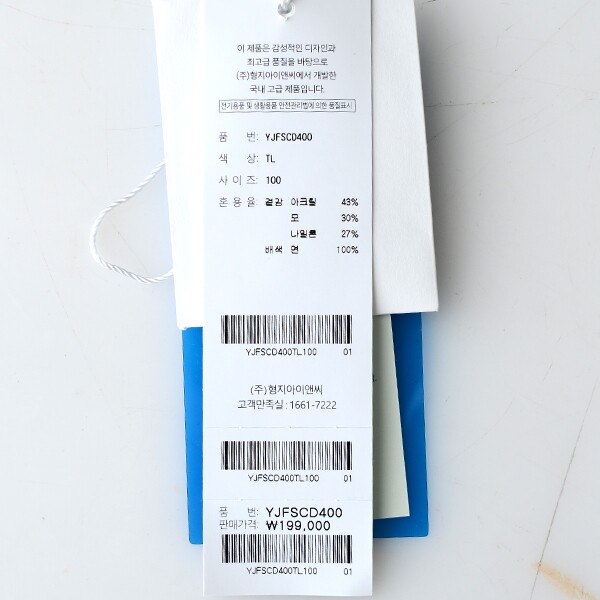 이 제품은 감성적인 디자인과
최고급 품질을 바탕으로
(주)형지아이앤씨에서 개발한
국내 고급 제품입니다.
전기용품 및 생활용품 안전관리법에 의한 품질표시
품 번: YJFSCD400
색 상: TL
사 이 즈: 100
혼 용 율: 겉감 아크릴 43%
모 30%
나일론 27%
배색 면 100%
YJFSCD400TL100 01
(주)형지아이앤씨
고객만족실 : 1661-7222
YJFSCD400TL100 01
품 번: YJFSCD400
판매가격: ₩199,000
YJFSCD400TL100 01